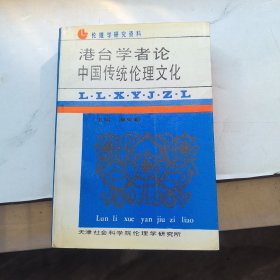 伦理学研究资料
港台学者论
中国传统伦理文化
L·L·X·Y·J·Z·L
主编
Lun li xue yan jiu zi liao
天津社会科学院伦理学研究所